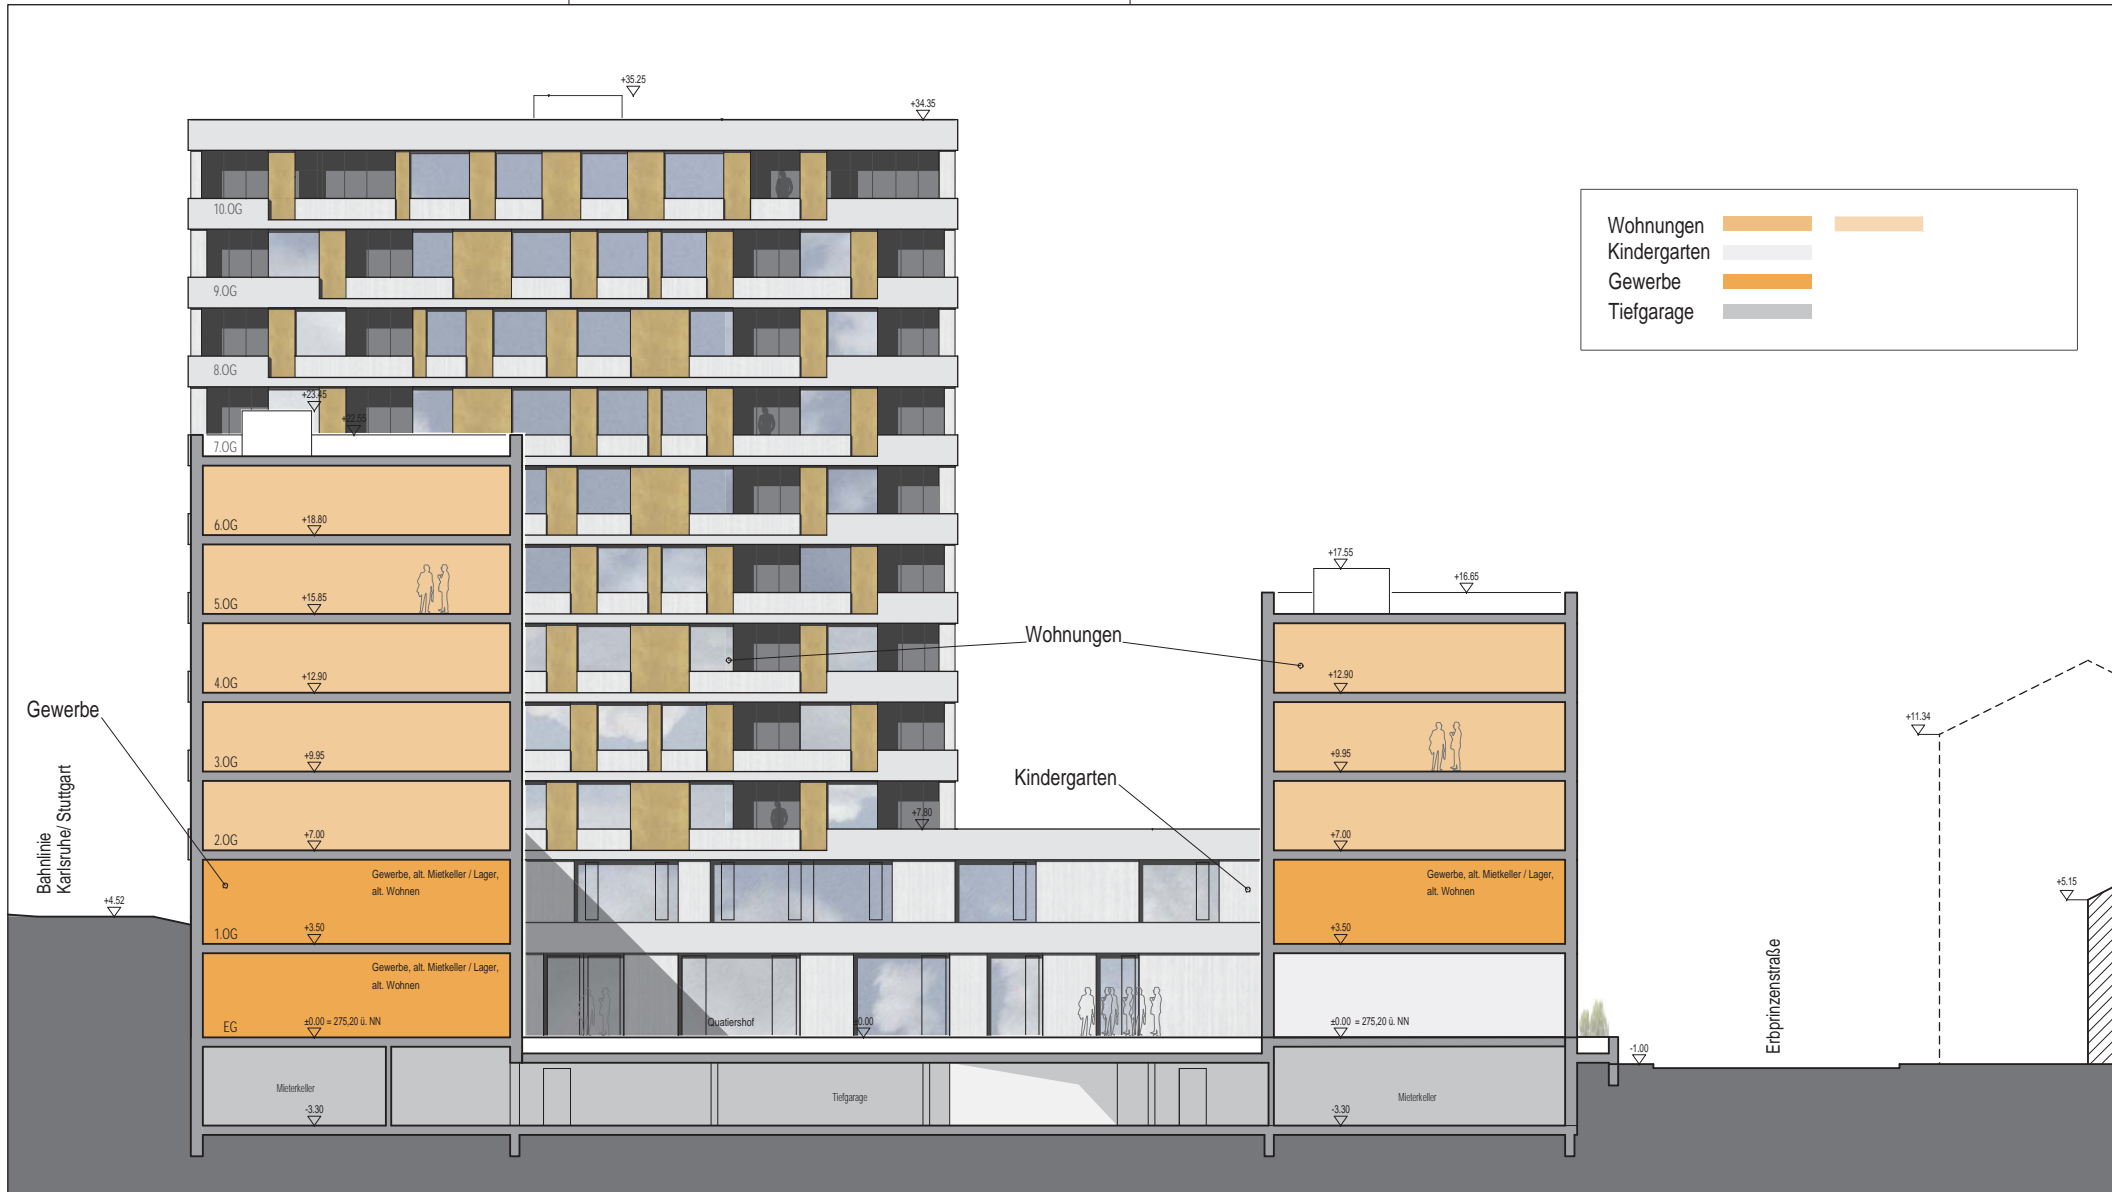 +35.25
+34.35
10.OG
9.OG
8.OG
7.OG
+23.45
+22.55
6.OG
+18.80
5.OG
+15.85
4.OG
+12.90
3.OG
+9.95
2.OG
+7.00
1.OG
+3.50
Gewerbe, alt. Mietkeller / Lager,
alt. Wohnen
EG
±0.00 = 275,20 ü. NN
Gewerbe, alt. Mietkeller / Lager,
alt. Wohnen
Mieterkeller
-3.30
Gewerbe
Bahnlinie
Karlsruhe/ Stuttgart
+4.52
Wohnungen
Kindergarten
+7.80
Quatiershof
±0.00
Tiefgarage
+17.55
+16.65
+12.90
+9.95
+7.00
Gewerbe, alt. Mietkeller / Lager,
alt. Wohnen
+3.50
±0.00 = 275,20 ü. NN
Mieterkeller
-3.30
-1.00
Erbprinzenstraße
+11.34
+5.15
Wohnungen
Kindergarten
Gewerbe
Tiefgarage